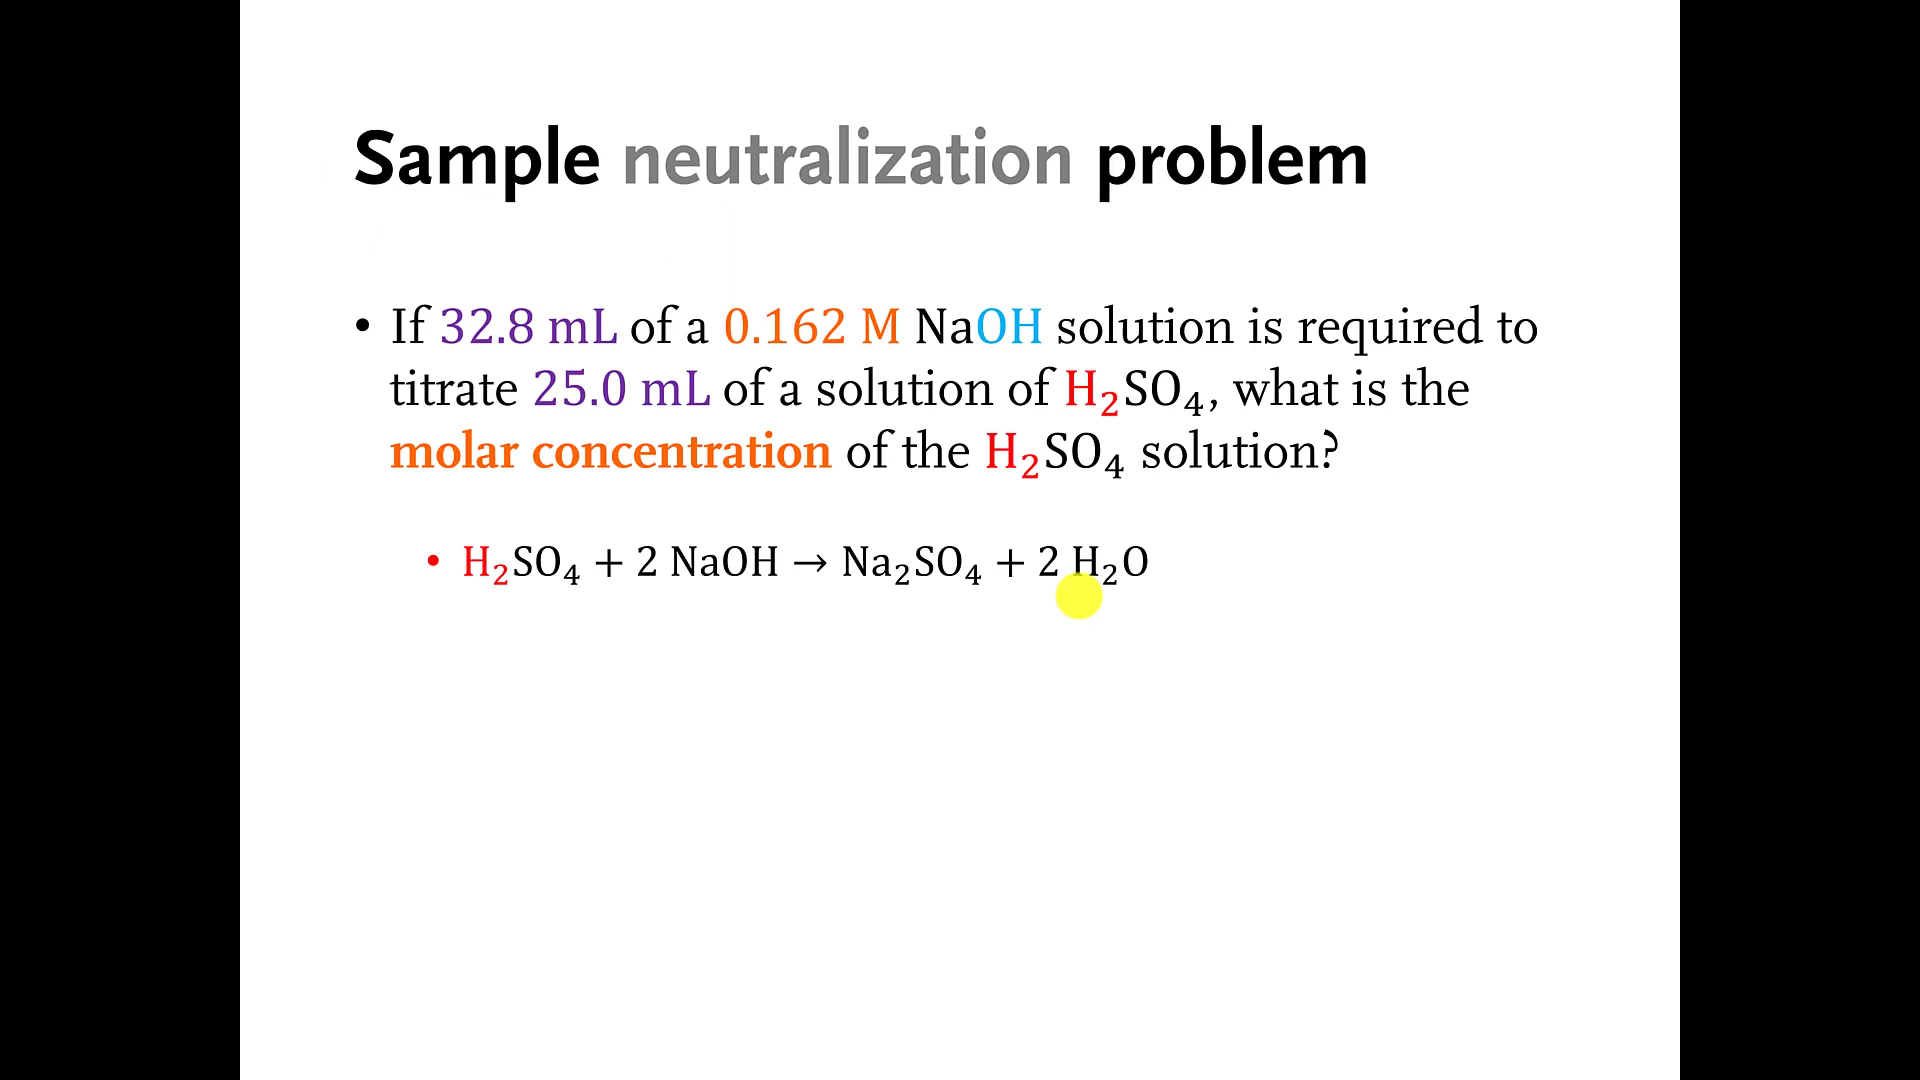 Sample neutralization problem
• If 32.8 mL of a 0.162 M NaOH solution is required to
titrate 25.0 mL of a solution of H₂SO₄, what is the
molar concentration of the H₂SO₄ solution?
• H₂SO₄ + 2 NaOH → Na₂SO₄ + 2 H₂O